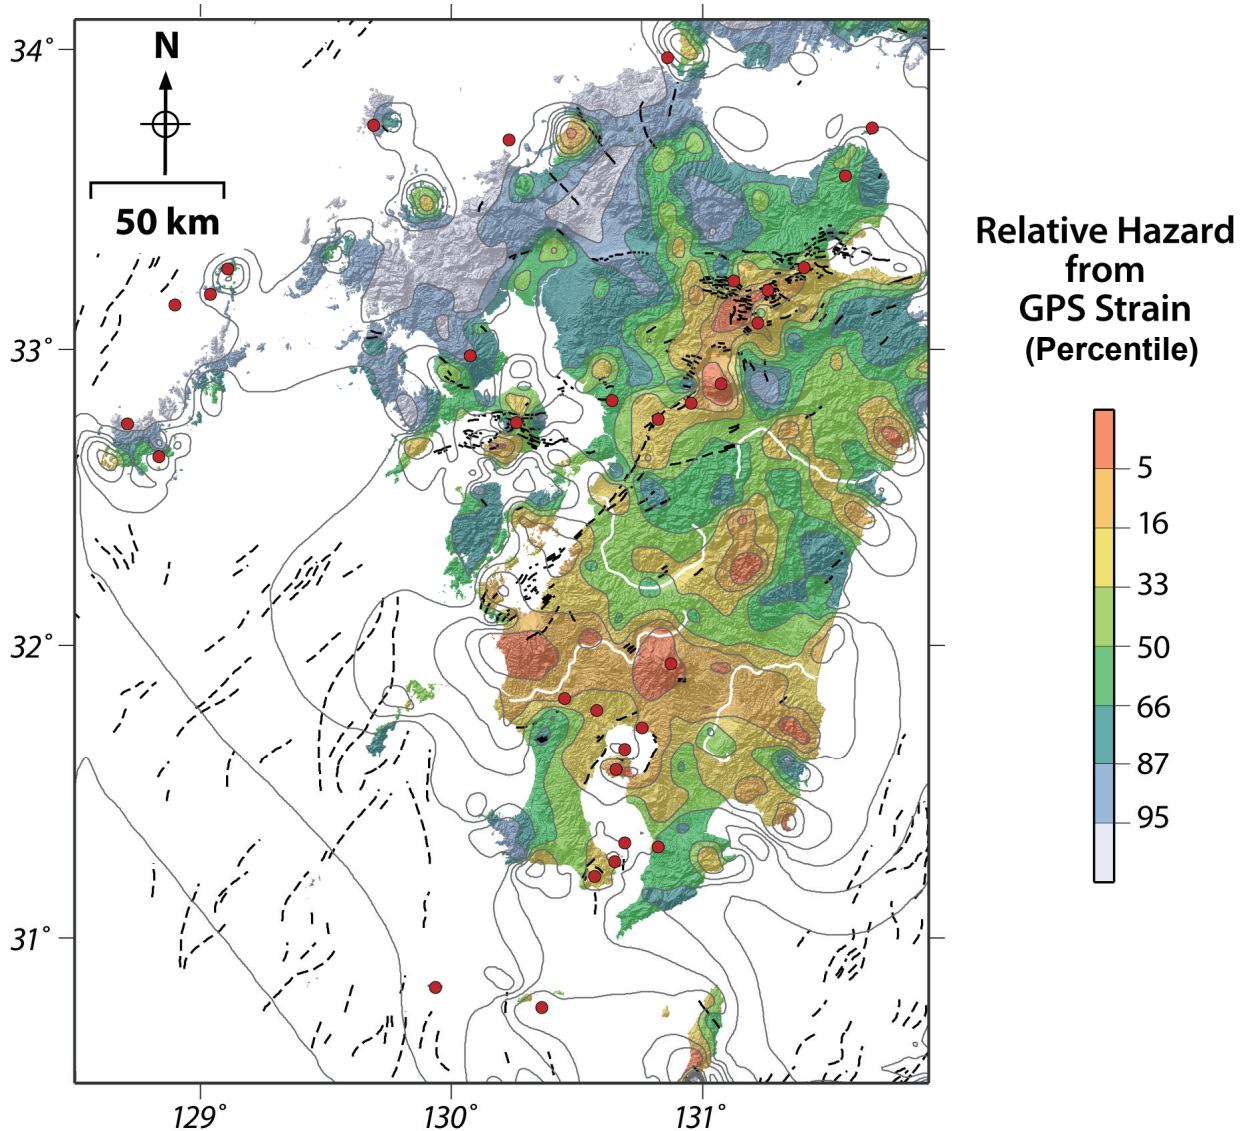 34°
33°
32°
31°
129°
130°
131°
N
50 km
Relative Hazard
from
GPS Strain
(Percentile)
5
16
33
50
66
87
95